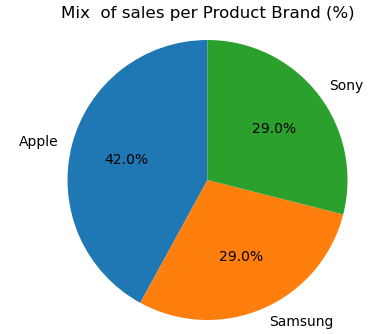 Mix  of sales per Product Brand (%)
Sony
29.0%
Apple
42.0%
29.0%
Samsung